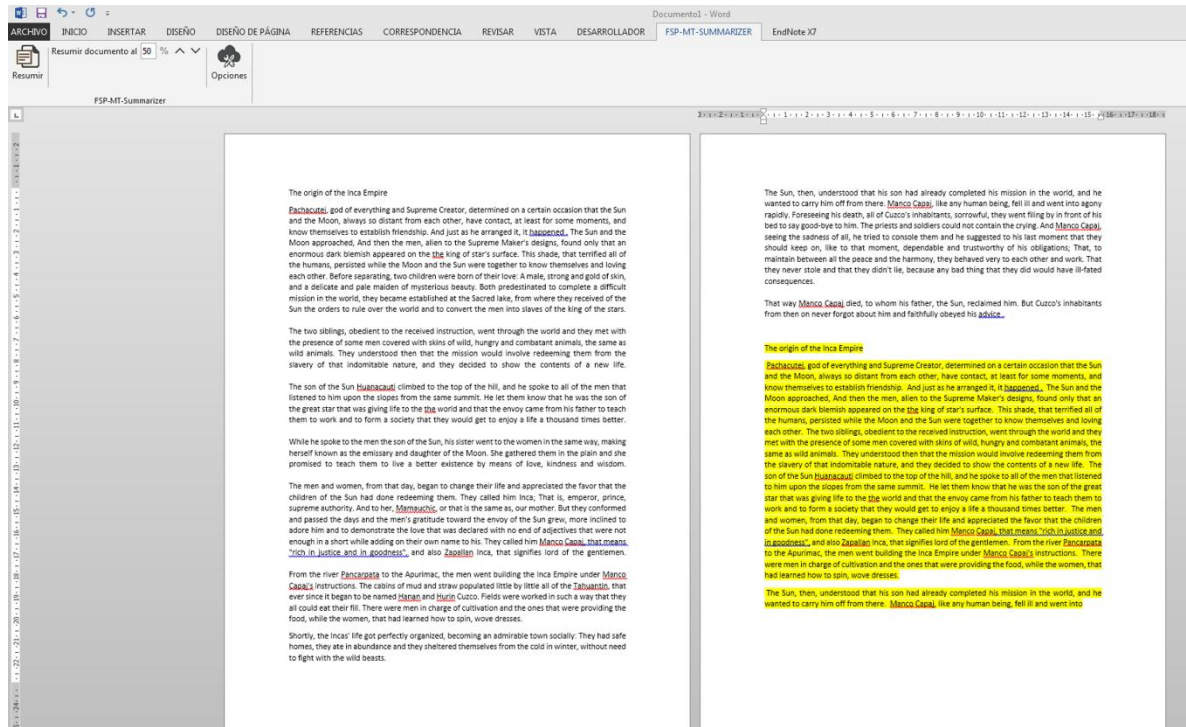 Documento1 - Word
ARCHIVO INICIO INSERTAR DISEÑO DISEÑO DE PÁGINA REFERENCIAS CORRESPONDENCIA REVISAR VISTA DESARROLLADOR FSP-MT-SUMMARIZER EndNote X7
Resumir documento al 50 %
Resumir
Opciones
FSP-MT-Summarizer
The origin of the Inca Empire
Pachacutej, god of everything and Supreme Creator, determined on a certain occasion that the Sun
and the Moon, always so distant from each other, have contact, at least for some moments, and
know themselves to establish friendship. And just as he arranged it, it happened.. The Sun and the
Moon approached, And then the men, alien to the Supreme Maker's designs, found only that an
enormous dark blemish appeared on the the king of star's surface. This shade, that terrified all of
the humans, persisted while the Moon and the Sun were together to know themselves and loving
each other. Before separating, two children were born of their love: A male, strong and gold of skin,
and a delicate and pale maiden of mysterious beauty. Both predestinated to complete a difficult
mission in the world, they became established at the Sacred lake, from where they received of the
Sun the orders to rule over the world and to convert the men into slaves of the king of the stars.
The two siblings, obedient to the received instruction, went through the world and they met with
the presence of some men covered with skins of wild, hungry and combatant animals, the same as
wild animals. They understood then that the mission would involve redeeming them from the
slavery of that indomitable nature, and they decided to show the contents of a new life.
The son of the Sun Huanacauti climbed to the top of the hill, and he spoke to all of the men that
listened to him upon the slopes from the same summit. He let them know that he was the son of
the great star that was giving life to the the world and that the envoy came from his father to teach
them to work and to form a society that they would get to enjoy a life a thousand times better.
While he spoke to the men the son of the Sun, his sister went to the women in the same way, making
herself known as the emissary and daughter of the Moon. She gathered them in the plain and she
promised to teach them to live a better existence by means of love, kindness and wisdom.
The men and women, from that day, began to change their life and appreciated the favor that the
children of the Sun had done redeeming them. They called him Inca; That is, emperor, prince,
supreme authority. And to her, Mamauchic, or that is the same as, our mother. But they conformed
and passed the days and the men's gratitude toward the envoy of the Sun grew, more inclined to
adore him and to demonstrate the love that was declared with no end of adjectives that were not
enough in a short while adding on their own name to his. They called him Manco Capaj, that means
"rich in justice and in goodness", and also Zapallan Inca, that signifies lord of the gentlemen.
From the river Pancarpata to the Apurimac, the men went building the Inca Empire under Manco
Capaj's instructions. The cabins of mud and straw populated little by little all of the Tahuantin, that
ever since it began to be named Hanan and Hurin Cuzco. Fields were worked in such a way that they
all could eat their fill. There were men in charge of cultivation and the ones that were providing the
food, while the women, that had learned how to spin, wove dresses.
Shortly, the Incas' life got perfectly organized, becoming an admirable town socially: They had safe
homes, they ate in abundance and they sheltered themselves from the cold in winter, without need
to fight with the wild beasts.
The Sun, then, understood that his son had already completed his mission in the world, and he
wanted to carry him off from there. Manco Capaj, like any human being, fell ill and went into agony
rapidly. Foreseeing his death, all of Cuzco's inhabitants, sorrowful, they went filing by in front of his
bed to say good-bye to him. The priests and soldiers could not contain the crying. And Manco Capaj,
seeing the sadness of all, he tried to console them and he suggested to his last moment that they
should keep on, like to that moment, dependable and trustworthy of his obligations; That, to
maintain between all the peace and the harmony, they behaved very to each other and work. That
they never stole and that they didn't lie, because any bad thing that they did would have ill-fated
consequences.
That way Manco Capaj died, to whom his father, the Sun, reclaimed him. But Cuzco's inhabitants
from then on never forgot about him and faithfully obeyed his advice..
The origin of the Inca Empire
Pachacutej, god of everything and Supreme Creator, determined on a certain occasion that the Sun
and the Moon, always so distant from each other, have contact, at least for some moments, and
know themselves to establish friendship. And just as he arranged it, it happened.. The Sun and the
Moon approached, And then the men, alien to the Supreme Maker's designs, found only that an
enormous dark blemish appeared on the the king of star's surface. This shade, that terrified all of
the humans, persisted while the Moon and the Sun were together to know themselves and loving
each other. The two siblings, obedient to the received instruction, went through the world and they
met with the presence of some men covered with skins of wild, hungry and combatant animals, the
same as wild animals. They understood then that the mission would involve redeeming them from
the slavery of that indomitable nature, and they decided to show the contents of a new life. The
son of the Sun Huanacauti climbed to the top of the hill, and he spoke to all of the men that listened
to him upon the slopes from the same summit. He let them know that he was the son of the great
star that was giving life to the the world and that the envoy came from his father to teach them to
work and to form a society that they would get to enjoy a life a thousand times better. The men
and women, from that day, began to change their life and appreciated the favor that the children
of the Sun had done redeeming them. They called him Manco Capaj, that means "rich in justice and
in goodness", and also Zapallan Inca, that signifies lord of the gentlemen. From the river Pancarpata
to the Apurimac, the men went building the Inca Empire under Manco Capaj's instructions. There
were men in charge of cultivation and the ones that were providing the food, while the women, that
had learned how to spin, wove dresses.
The Sun, then, understood that his son had already completed his mission in the world, and he
wanted to carry him off from there. Manco Capaj, like any human being, fell ill and went into